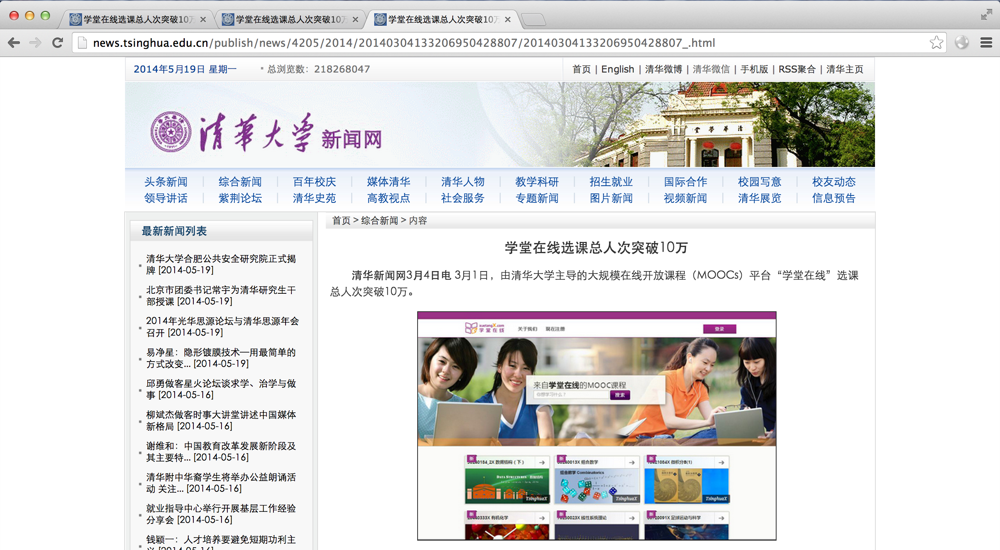 学堂在线选课总人次突破10万
学堂在线选课总人次突破10万
学堂在线选课总人次突破10万
news.tsinghua.edu.cn/publish/news/4205/2014/20140304133206950428807/20140304133206950428807_.html
2014年5月19日 星期一
总浏览数：218268047
首页 | English | 清华微博 | 清华微信 | 手机版 | RSS聚合 | 清华主页
清華大学 新闻网
清華學堂
头条新闻 综合新闻 百年校庆 媒体清华 清华人物 教学科研 招生就业 国际合作 校园写意 校友动态
领导讲话 紫荆论坛 清华史苑 高教视点 社会服务 专题新闻 图片新闻 视频新闻 清华展览 信息预告
最新新闻列表
清华大学合肥公共安全研究院正式揭
牌 [2014-05-19]
北京市团委书记常宇为清华研究生干
部授课 [2014-05-19]
2014年光华思源论坛与清华思源年会
召开 [2014-05-19]
易净星：隐形镀膜技术—用最简单的
方式改变... [2014-05-19]
邱勇做客星火论坛谈求学、治学与做
事 [2014-05-16]
柳斌杰做客时事大讲堂讲述中国媒体
新格局 [2014-05-16]
谢维和：中国教育改革发展新阶段及
其主要特... [2014-05-16]
清华附中华裔学生将举办公益朗诵活
动 关注... [2014-05-16]
就业指导中心举行开展基层工作经验
分享会 [2014-05-16]
钱颖一：人才培养要避免短期功利主
首页 > 综合新闻 > 内容
学堂在线选课总人次突破10万
清华新闻网3月4日电 3月1日，由清华大学主导的大规模在线开放课程（MOOCs）平台“学堂在线”选课
总人次突破10万。
xuetangX.com
学堂在线
关于我们 现在注册
登录
来自学堂在线的MOOC课程
你想学习什么？ 搜索
新
0184_2X 数据结构（下）
DATA STRUCTURES 数据结构
TsinghuaX
新
0013X 组合数学
组合数学 Combinatorics
TsinghuaX
新
1084X 微积分B(1)
TsinghuaX
新
0333X 有机化学
新
0023X 线性系统理论
新
0091X 足球运动与科学